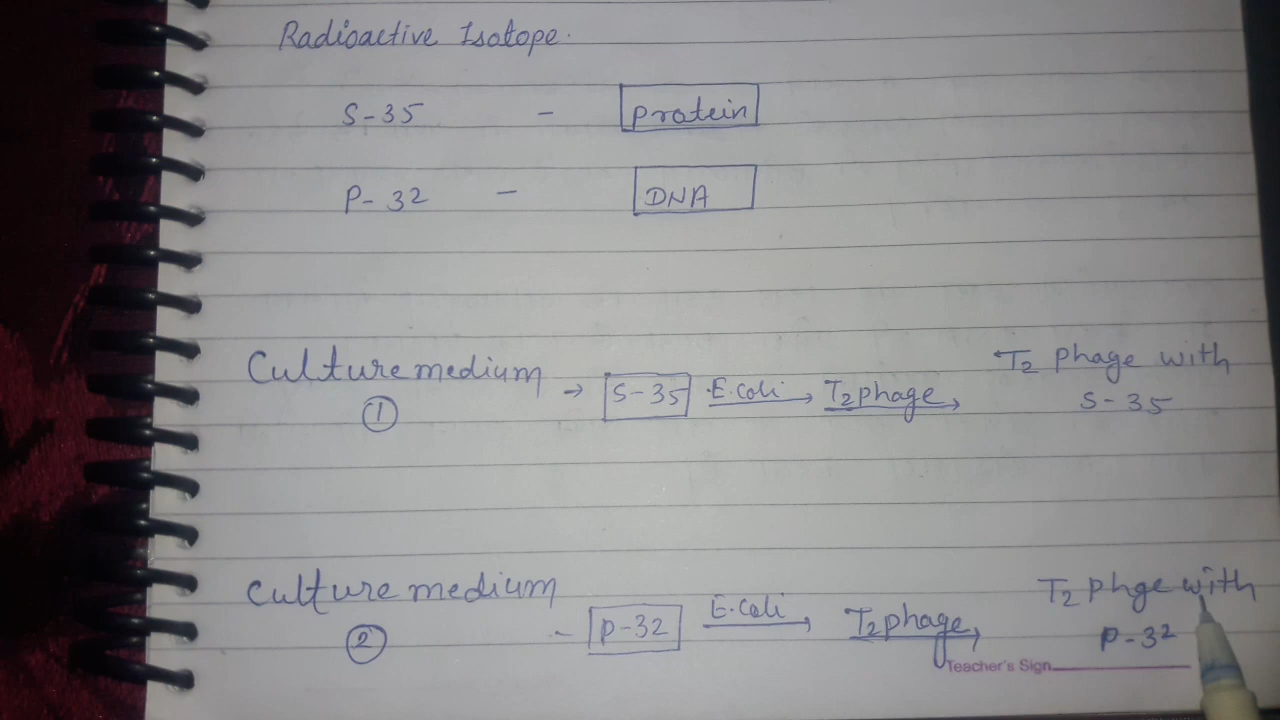 Radioactive Isotope.
S-35 - protein
P-32 - DNA
Culture medium → S-35 E.coli → T2 phage → T2 phage with
① S-35
Culture medium - p-32 E.coli → T2 phage → T2 phge with
② P-32
Teacher's Sign